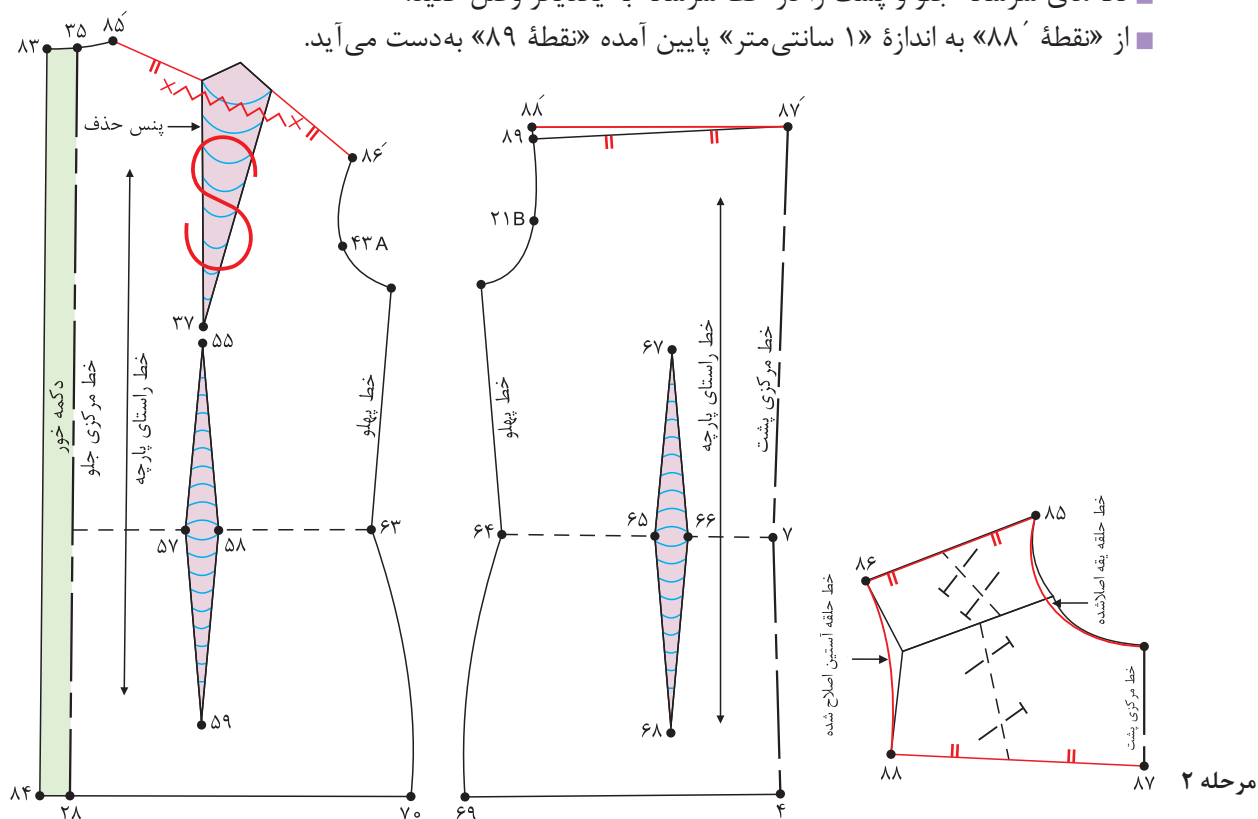 ■ از «نقطهٔ ´۸۸» به اندازهٔ «۱ سانتی‌متر» پایین آمده «نقطهٔ ۸۹» به‌دست می‌آید.
۸۳
۳۵
۸۵´
پنس حذف
۸۶´
۴۳A
۳۷
۵۵
دکمه خور
خط مرکزی جلو
خط راستای پارچه
خط پهلو
۵۷
۵۸
۶۳
۵۹
۸۴
۲۸
۷۰
۸۸´
۸۷´
۸۹
۲۱B
۶۷
خط پهلو
خط راستای پارچه
خط مرکزی پشت
۶۴
۶۵
۶۶
۷
۶۸
۶۹
۴
۸۵
۸۶
خط حلقه یقه اصلاشده
خط حلقه آستین اصلاح شده
خط مرکزی پشت
۸۸
۸۷
مرحله ۲